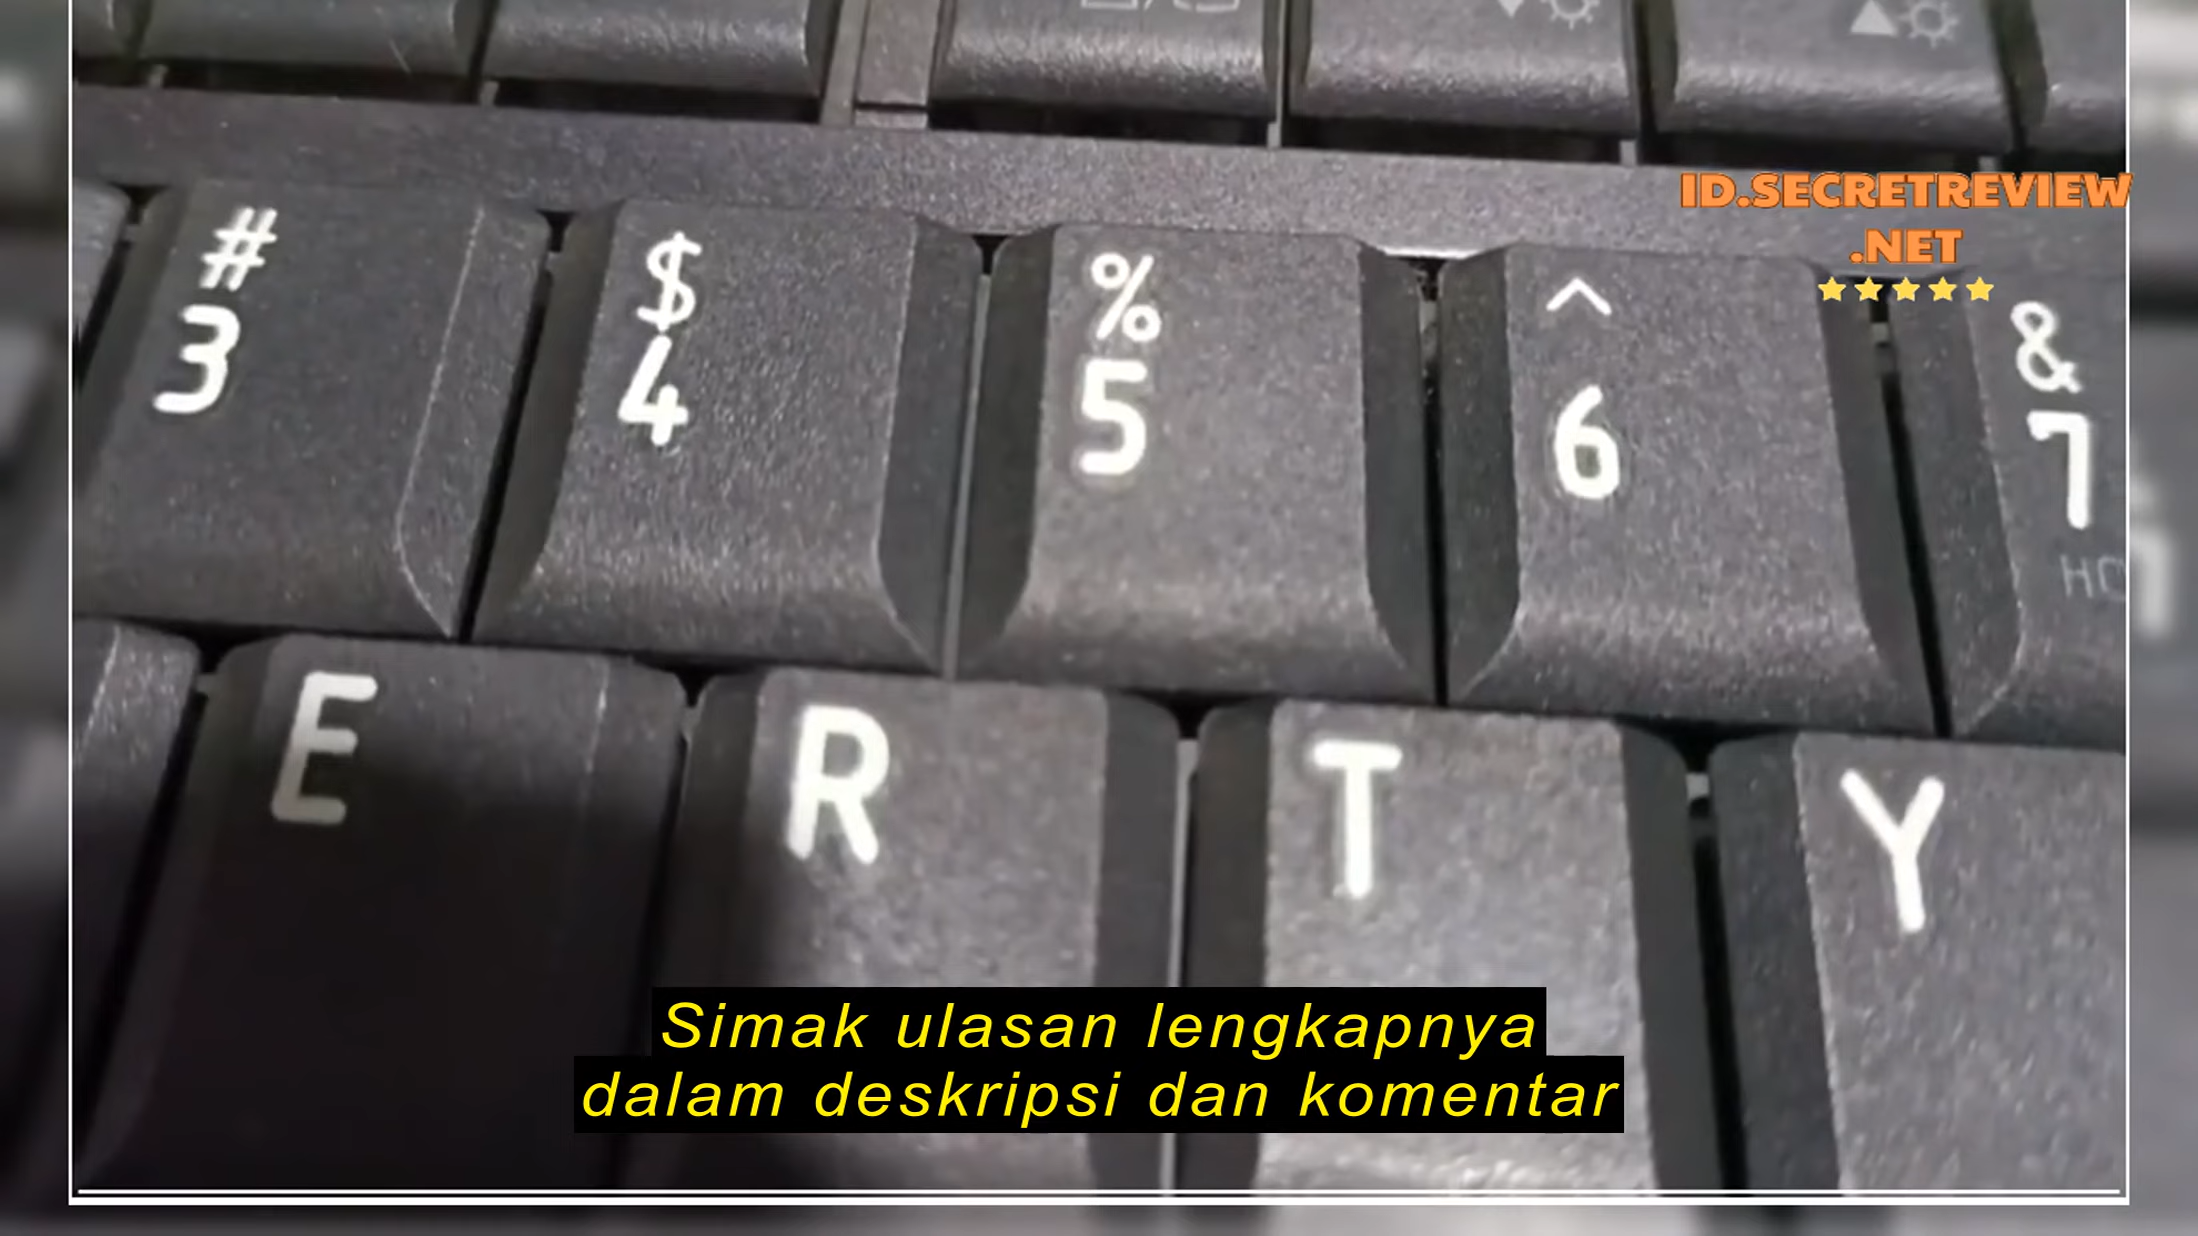 ID.SECRETREVIEW
.NET
#
3
$
4
%
5
^
6
&
7
E
R
T
Y
Simak ulasan lengkapnya
dalam deskripsi dan komentar